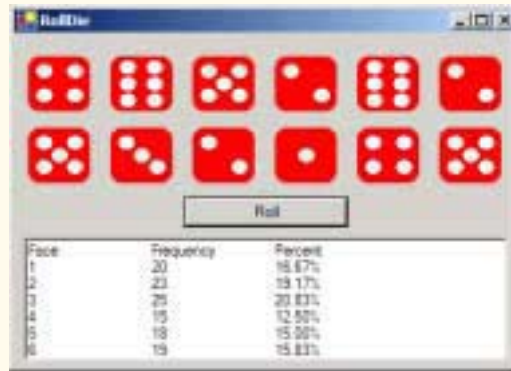 RollDie
Roll
Face Frequency Percent
1 20 16.67%
2 23 19.17%
3 25 20.83%
4 15 12.50%
5 18 15.00%
6 19 15.83%